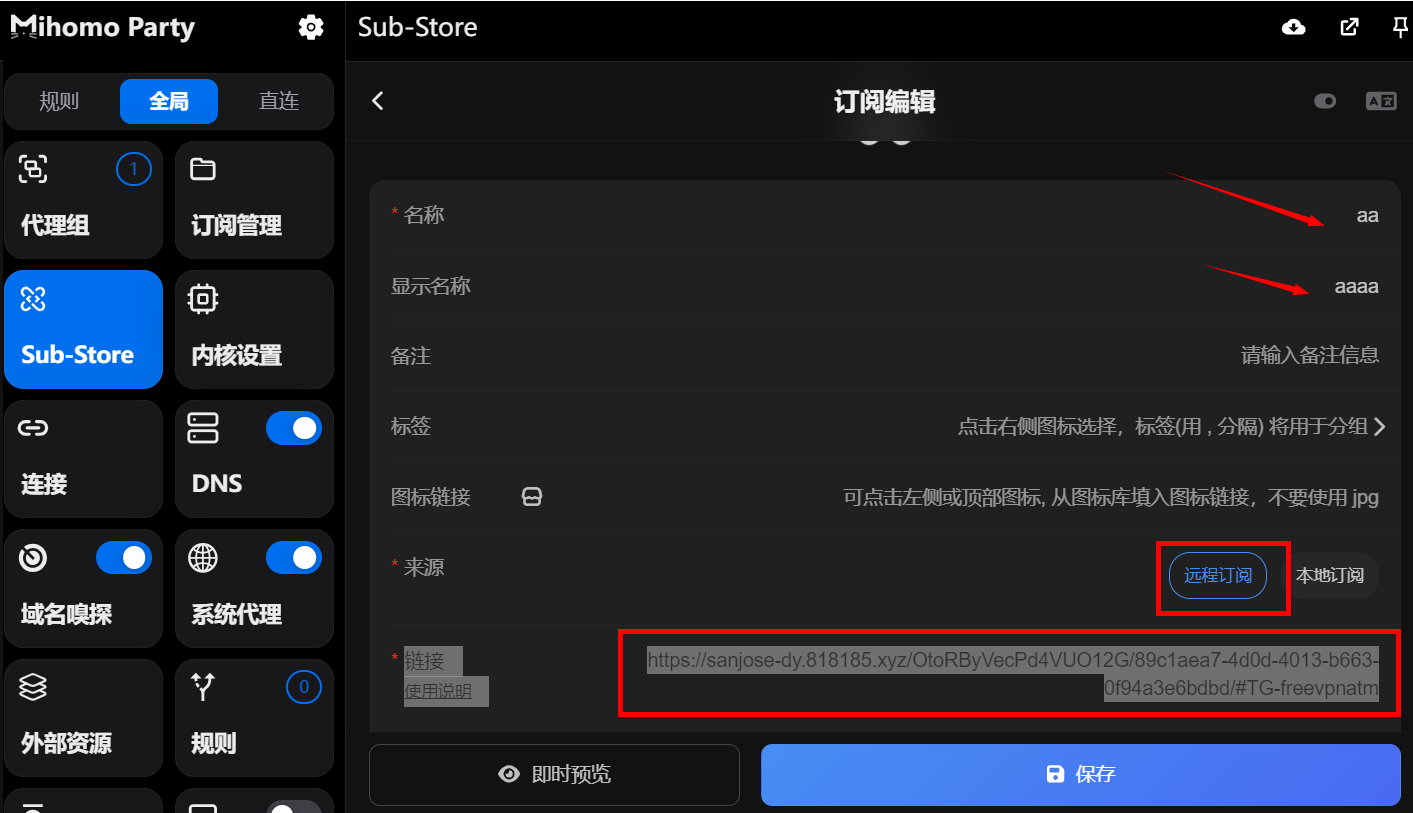 Mihomo Party
Sub-Store
规则
全局
直连
订阅编辑
1
代理组
订阅管理
* 名称
aa
显示名称
aaaa
Sub-Store
内核设置
备注
请输入备注信息
标签
点击右侧图标选择，标签(用 , 分隔) 将用于分组
连接
DNS
图标链接
可点击左侧或顶部图标, 从图标库填入图标链接，不要使用 jpg
域名嗅探
系统代理
* 来源
远程订阅
本地订阅
* 链接
使用说明
https://sanjose-dy.818185.xyz/OtoRByVecPd4VUO12G/89c1aea7-4d0d-4013-b663-
0f94a3e6bdbd/#TG-freevpnatm
0
外部资源
规则
即时预览
保存